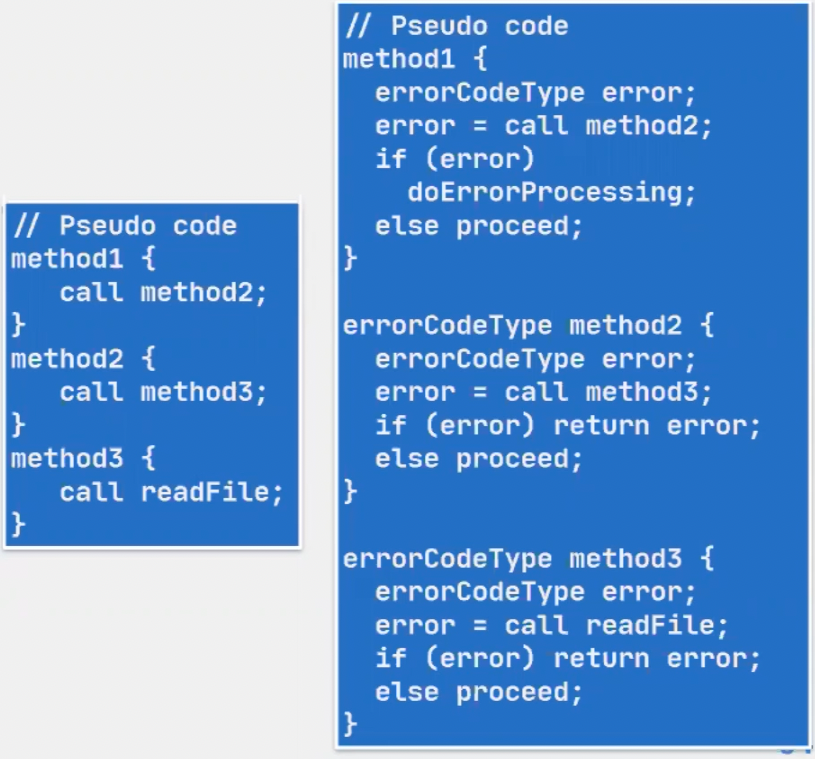 // Pseudo code
method1 {
   call method2;
}
method2 {
   call method3;
}
method3 {
   call readFile;
}
// Pseudo code
method1 {
  errorCodeType error;
  error = call method2;
  if (error)
    doErrorProcessing;
  else proceed;
}

errorCodeType method2 {
  errorCodeType error;
  error = call method3;
  if (error) return error;
  else proceed;
}

errorCodeType method3 {
  errorCodeType error;
  error = call readFile;
  if (error) return error;
  else proceed;
}